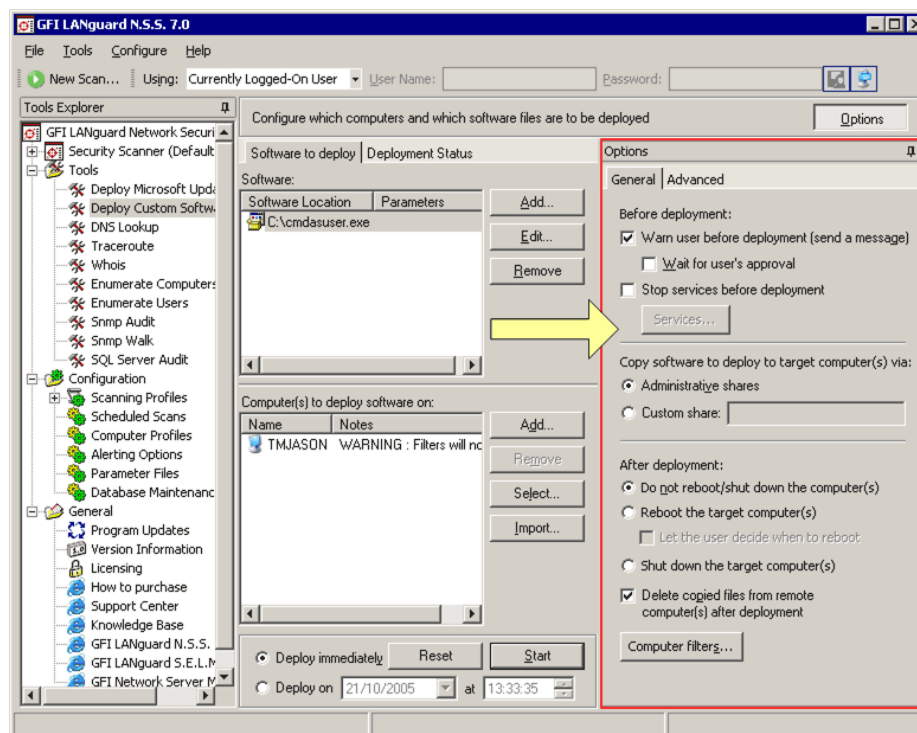 GFI LANguard N.S.S. 7.0
File Tools Configure Help
New Scan... Using: Currently Logged-On User User Name: Password:
Tools Explorer
GFI LANguard Network Securi
Security Scanner (Default
Tools
Deploy Microsoft Upda
Deploy Custom Softw
DNS Lookup
Traceroute
Whois
Enumerate Computers
Enumerate Users
Snmp Audit
Snmp Walk
SQL Server Audit
Configuration
Scanning Profiles
Scheduled Scans
Computer Profiles
Alerting Options
Parameter Files
Database Maintenanc
General
Program Updates
Version Information
Licensing
How to purchase
Support Center
Knowledge Base
GFI LANguard N.S.S.
GFI LANguard S.E.L.M
GFI Network Server M
Configure which computers and which software files are to be deployed
Options
Software to deploy Deployment Status
Software:
Software Location Parameters
C:\cmdasuser.exe
Add...
Edit...
Remove
Computer(s) to deploy software on:
Name Notes
TMJASON WARNING : Filters will no
Add...
Remove
Select...
Import...
Deploy immediately Reset Start
Deploy on 21/10/2005 at 13:33:35
Options
General Advanced
Before deployment:
Warn user before deployment (send a message)
Wait for user's approval
Stop services before deployment
Services...
Copy software to deploy to target computer(s) via:
Administrative shares
Custom share:
After deployment:
Do not reboot/shut down the computer(s)
Reboot the target computer(s)
Let the user decide when to reboot
Shut down the target computer(s)
Delete copied files from remote
computer(s) after deployment
Computer filters...